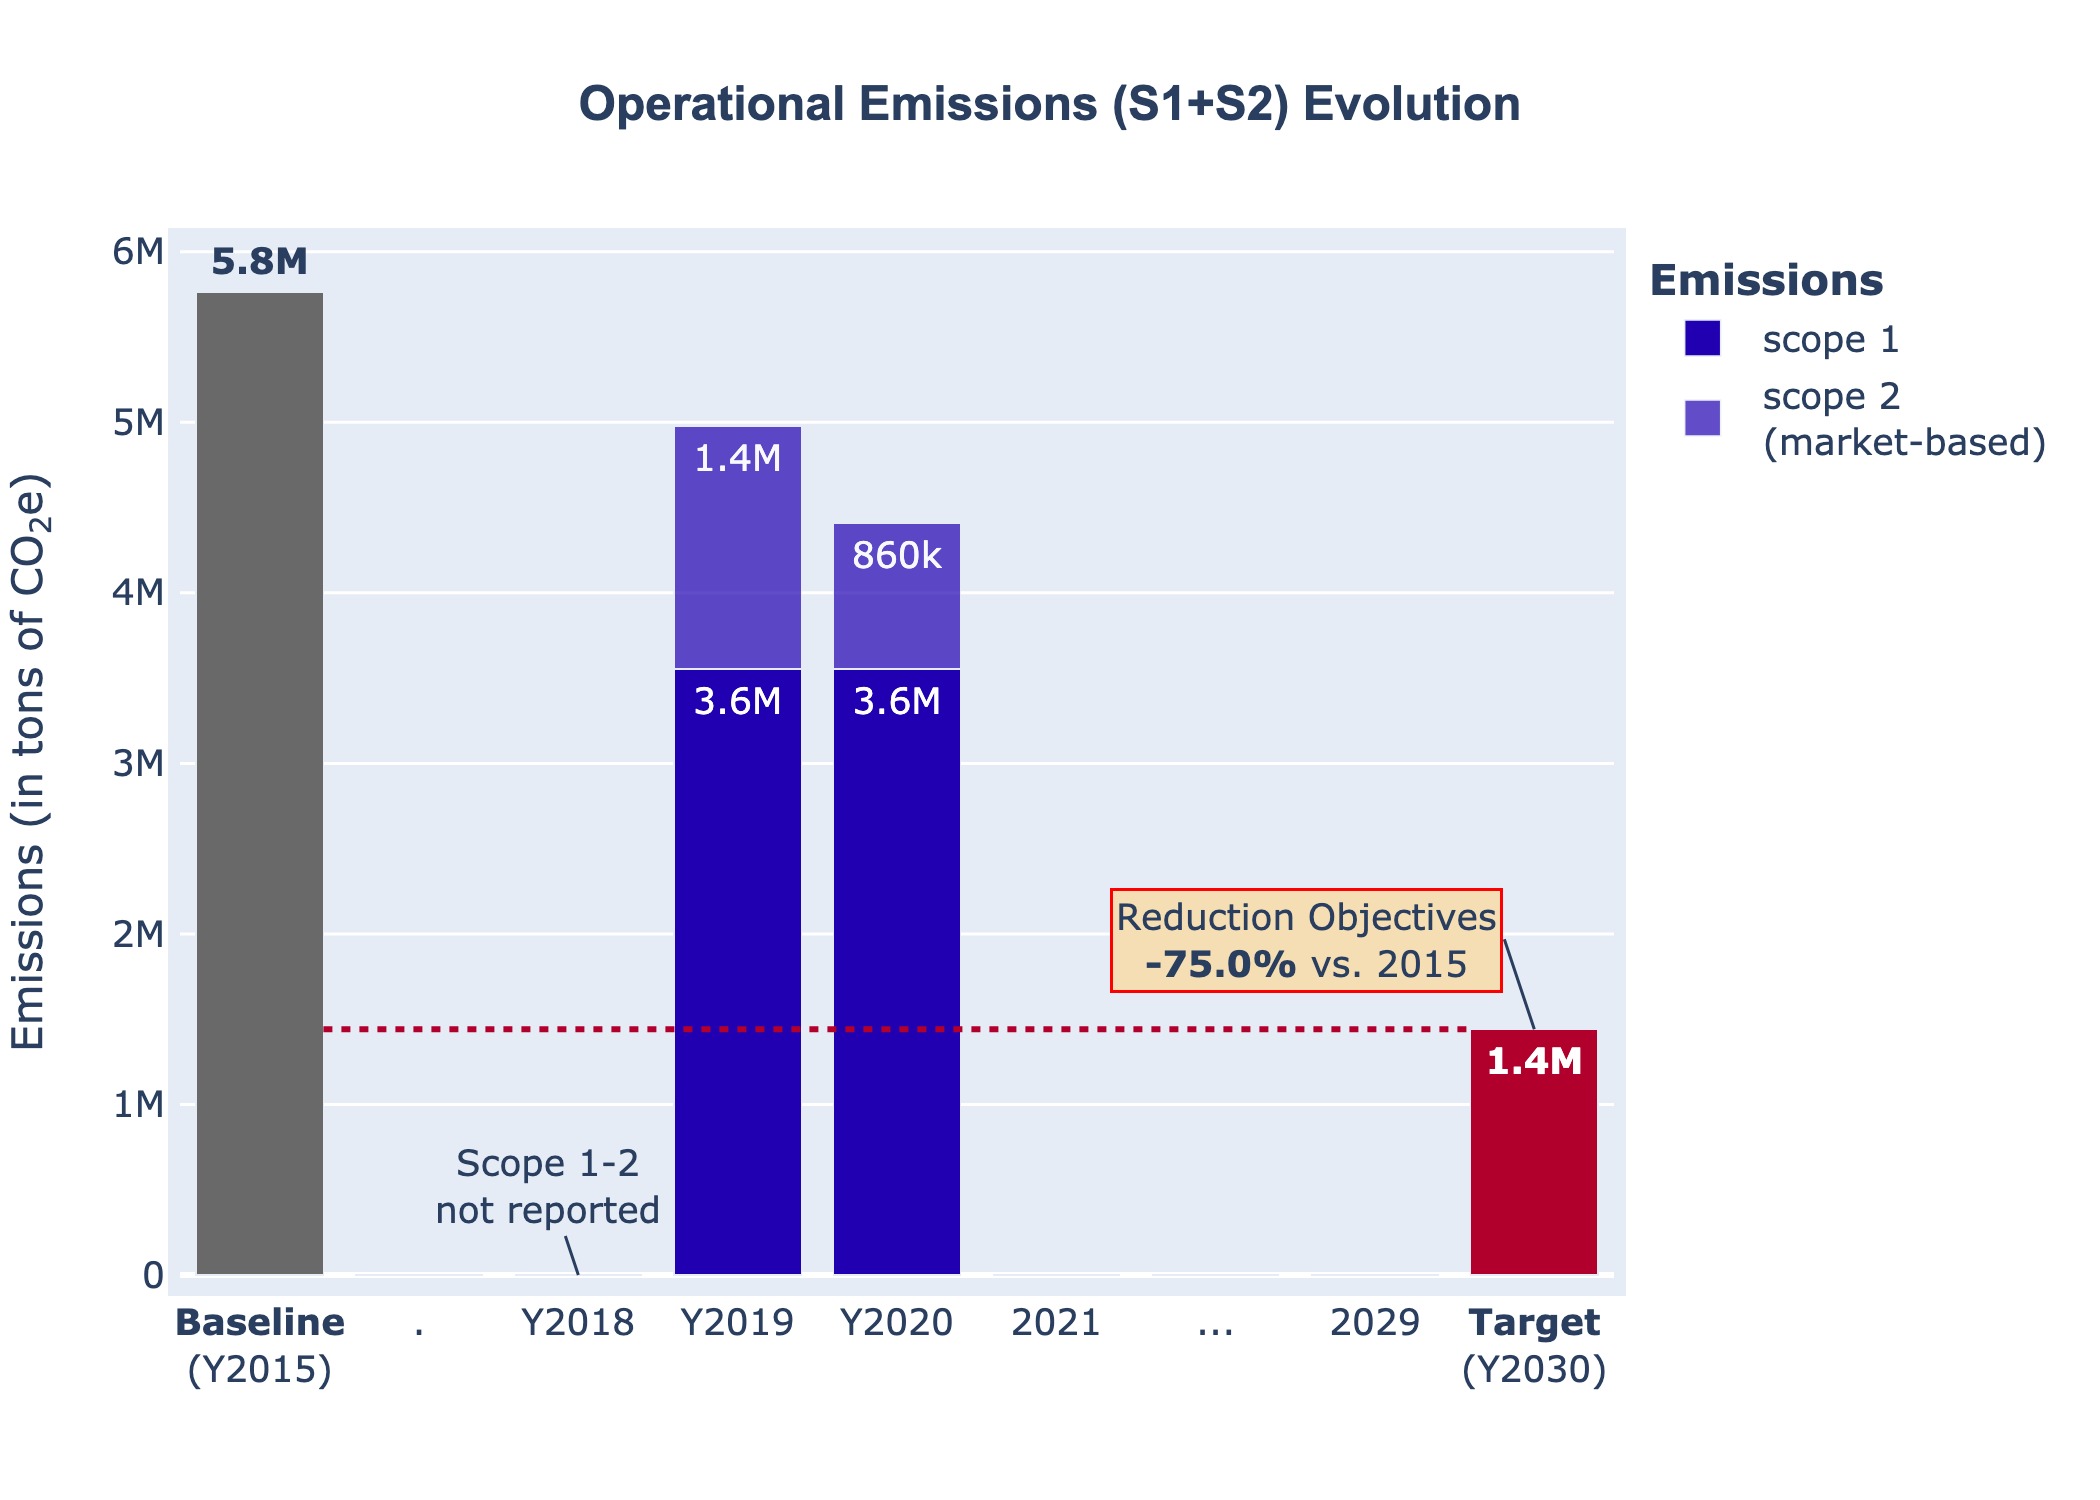 Operational Emissions (S1+S2) Evolution
Emissions (in tons of CO₂e)
6M
5M
4M
3M
2M
1M
0
5.8M
1.4M
3.6M
860k
3.6M
1.4M
Scope 1-2
not reported
Reduction Objectives
-75.0% vs. 2015
Baseline
(Y2015)
.
Y2018
Y2019
Y2020
2021
...
2029
Target
(Y2030)
Emissions
scope 1
scope 2
(market-based)